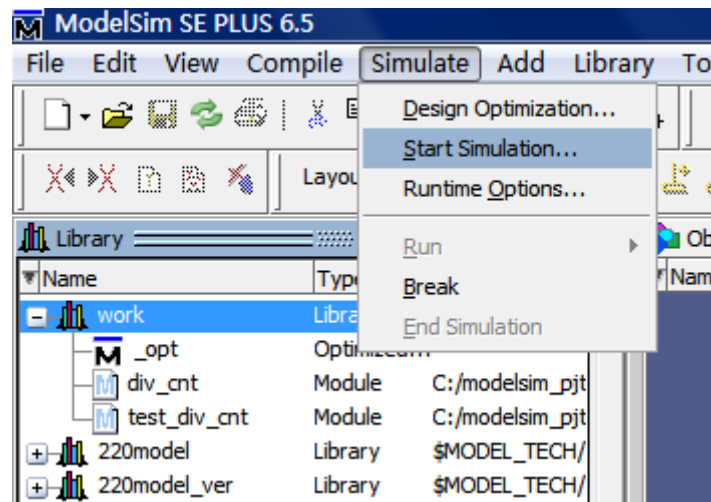 ModelSim SE PLUS 6.5
File Edit View Compile Simulate Add Library To
Design Optimization...
Start Simulation...
Layou
Runtime Options...
Library
Run
Ob
Name Typ
Nam
Break
work Libra
End Simulation
_opt
div_cnt Module C:/modelsim_pjt
test_div_cnt Module C:/modelsim_pjt
220model Library $MODEL_TECH/
220model_ver Library $MODEL_TECH/